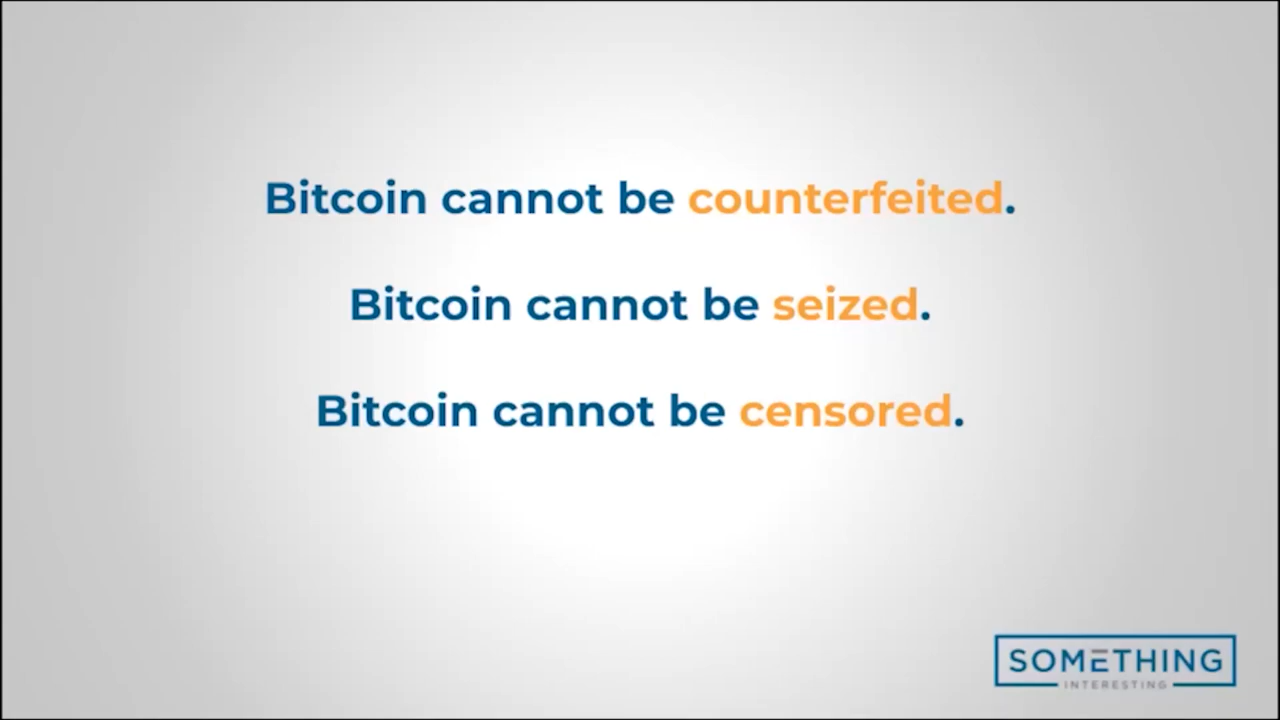 Bitcoin cannot be counterfeited.
Bitcoin cannot be seized.
Bitcoin cannot be censored.
SOMETHING
INTERESTING